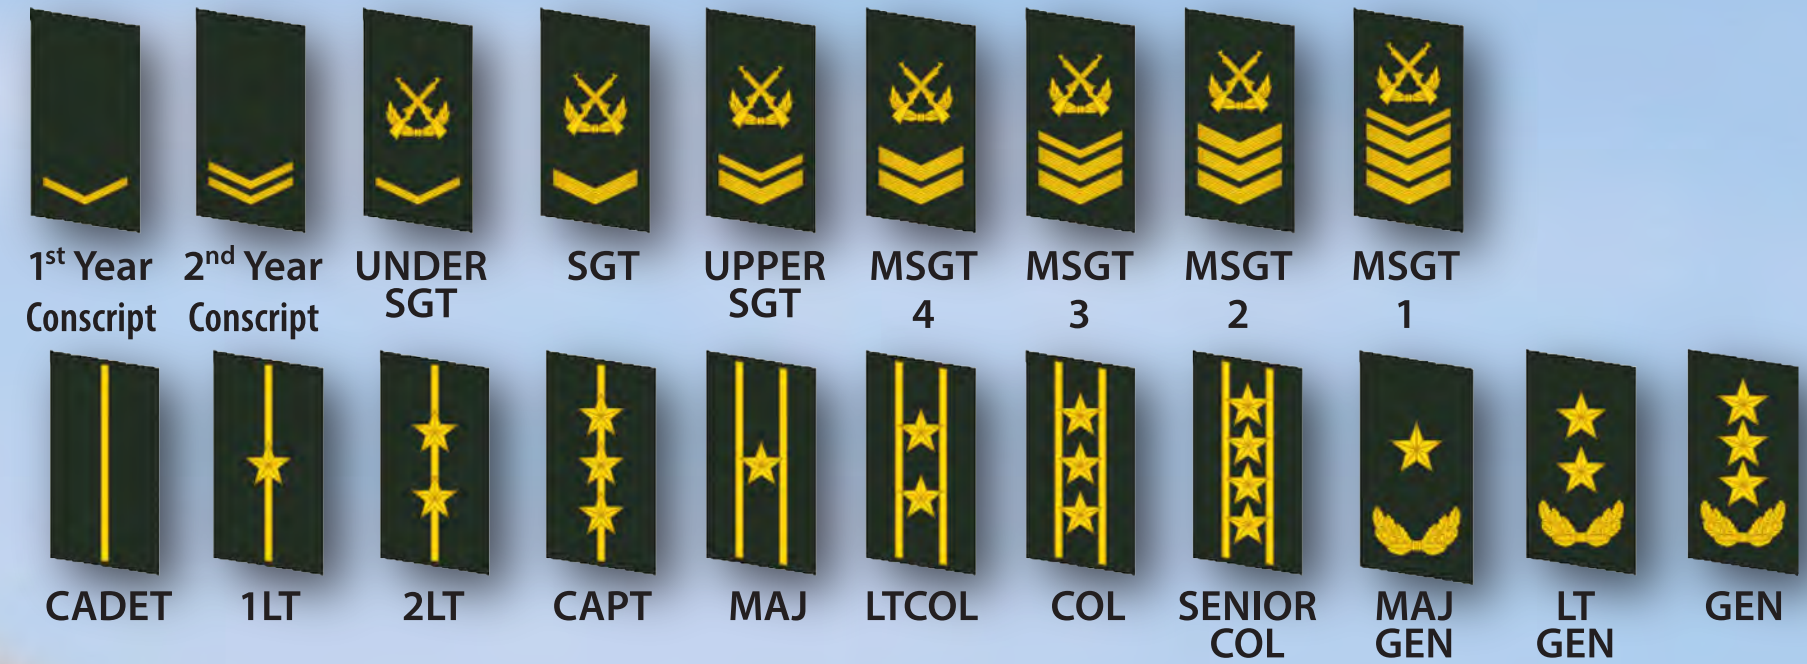 1st Year 2nd Year UNDER SGT UPPER MSGT MSGT MSGT MSGT
Conscript Conscript SGT SGT 4 3 2 1
CADET 1LT 2LT CAPT MAJ LTCOL COL SENIOR MAJ LT GEN
COL GEN GEN